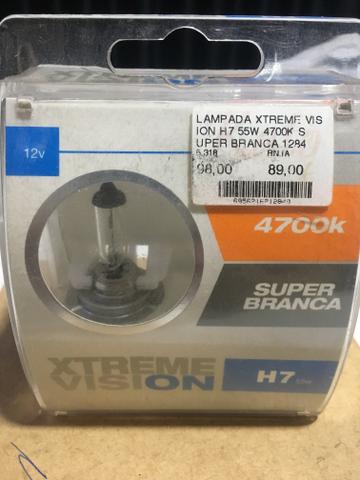 LAMPADA XTREME VIS
ION H7 55W 4700K S
UPER BRANCA 1284
98,00 89,00
12v
4700k
SUPER
BRANCA
XTREME
VISION
H7 55w